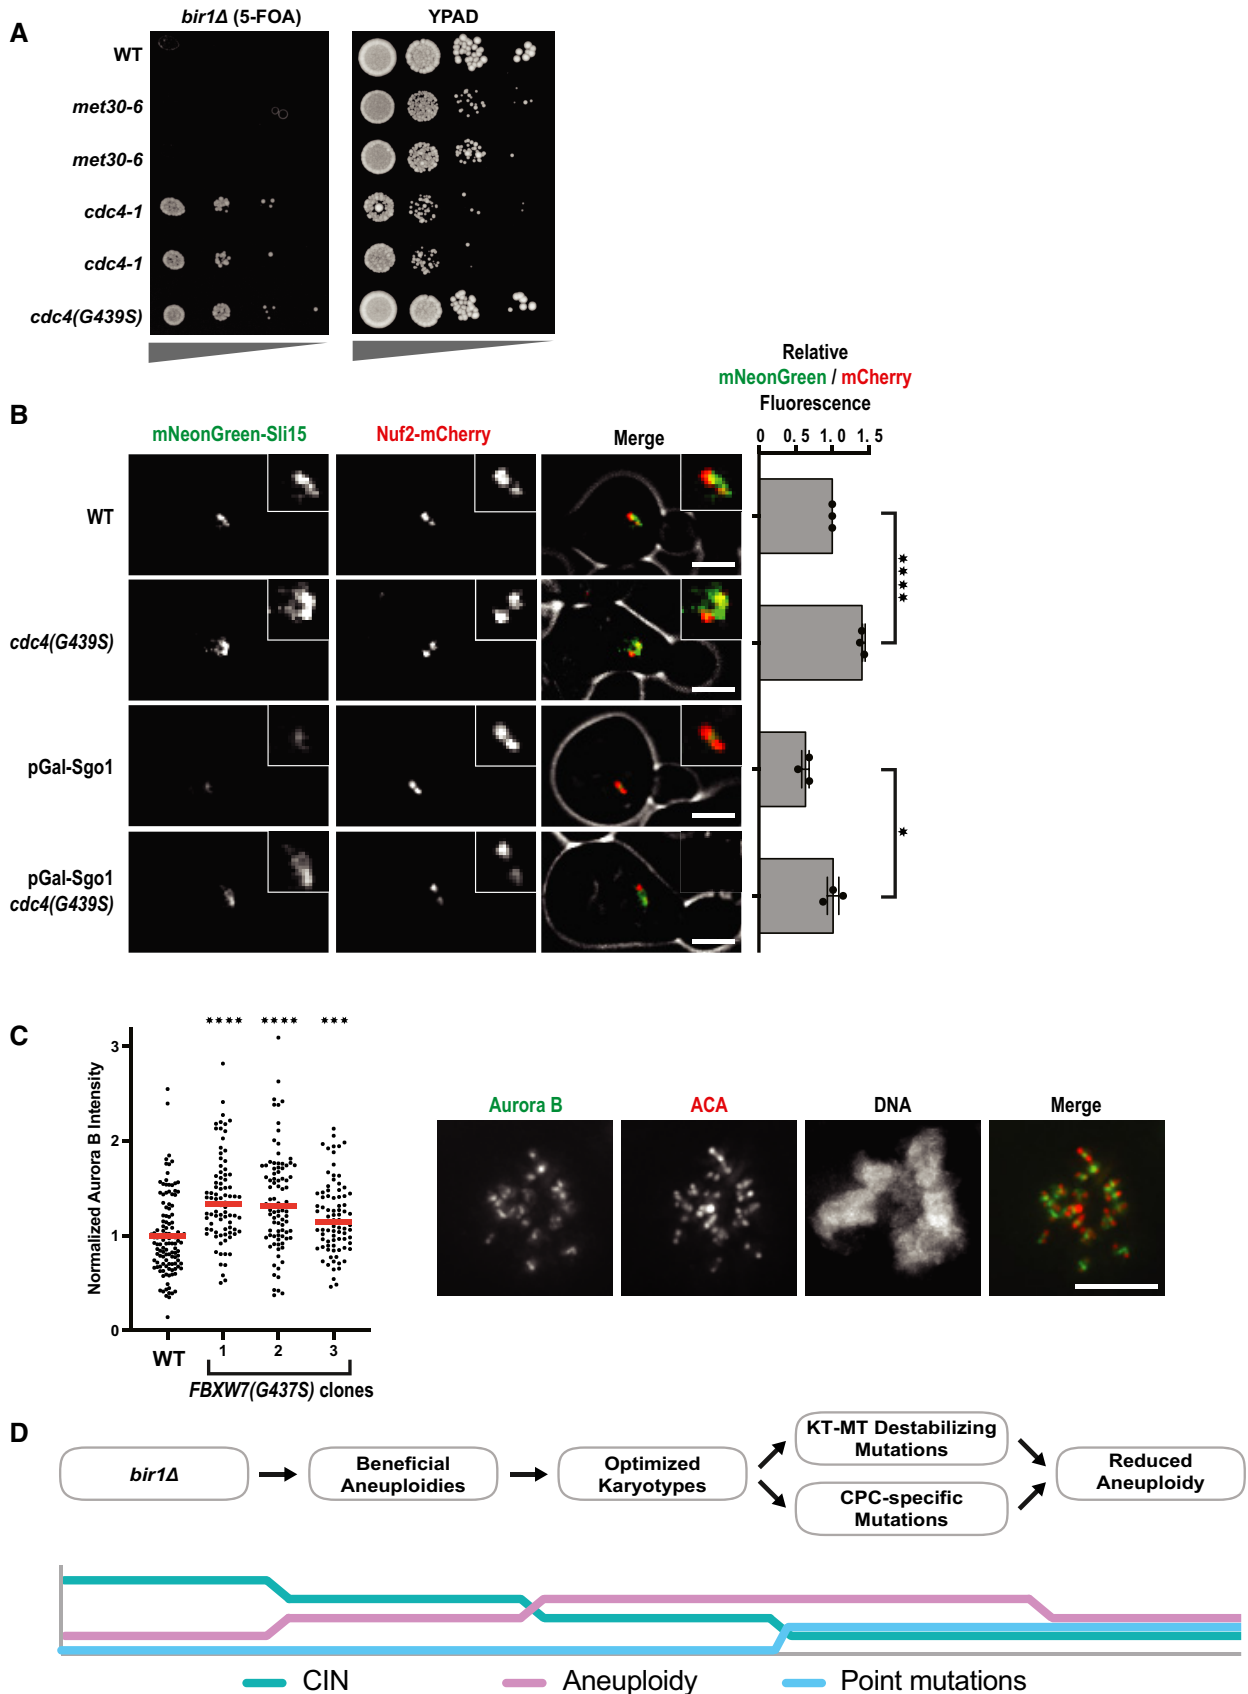 A
bir1Δ (5-FOA)
YPAD
WT
met30-6
met30-6
cdc4-1
cdc4-1
cdc4(G439S)
B
mNeonGreen-Sli15
Nuf2-mCherry
Merge
Relative
mNeonGreen / mCherry
Fluorescence
0 0.5 1.0 1.5
WT
cdc4(G439S)
pGal-Sgo1
pGal-Sgo1
cdc4(G439S)
****
*
C
Normalized Aurora B Intensity
**** **** ***
3
2
1
0
WT
1 2 3
FBXW7(G437S) clones
Aurora B
ACA
DNA
Merge
D
bir1Δ
Beneficial
Aneuploidies
Optimized
Karyotypes
KT-MT Destabilizing
Mutations
CPC-specific
Mutations
Reduced
Aneuploidy
CIN
Aneuploidy
Point mutations